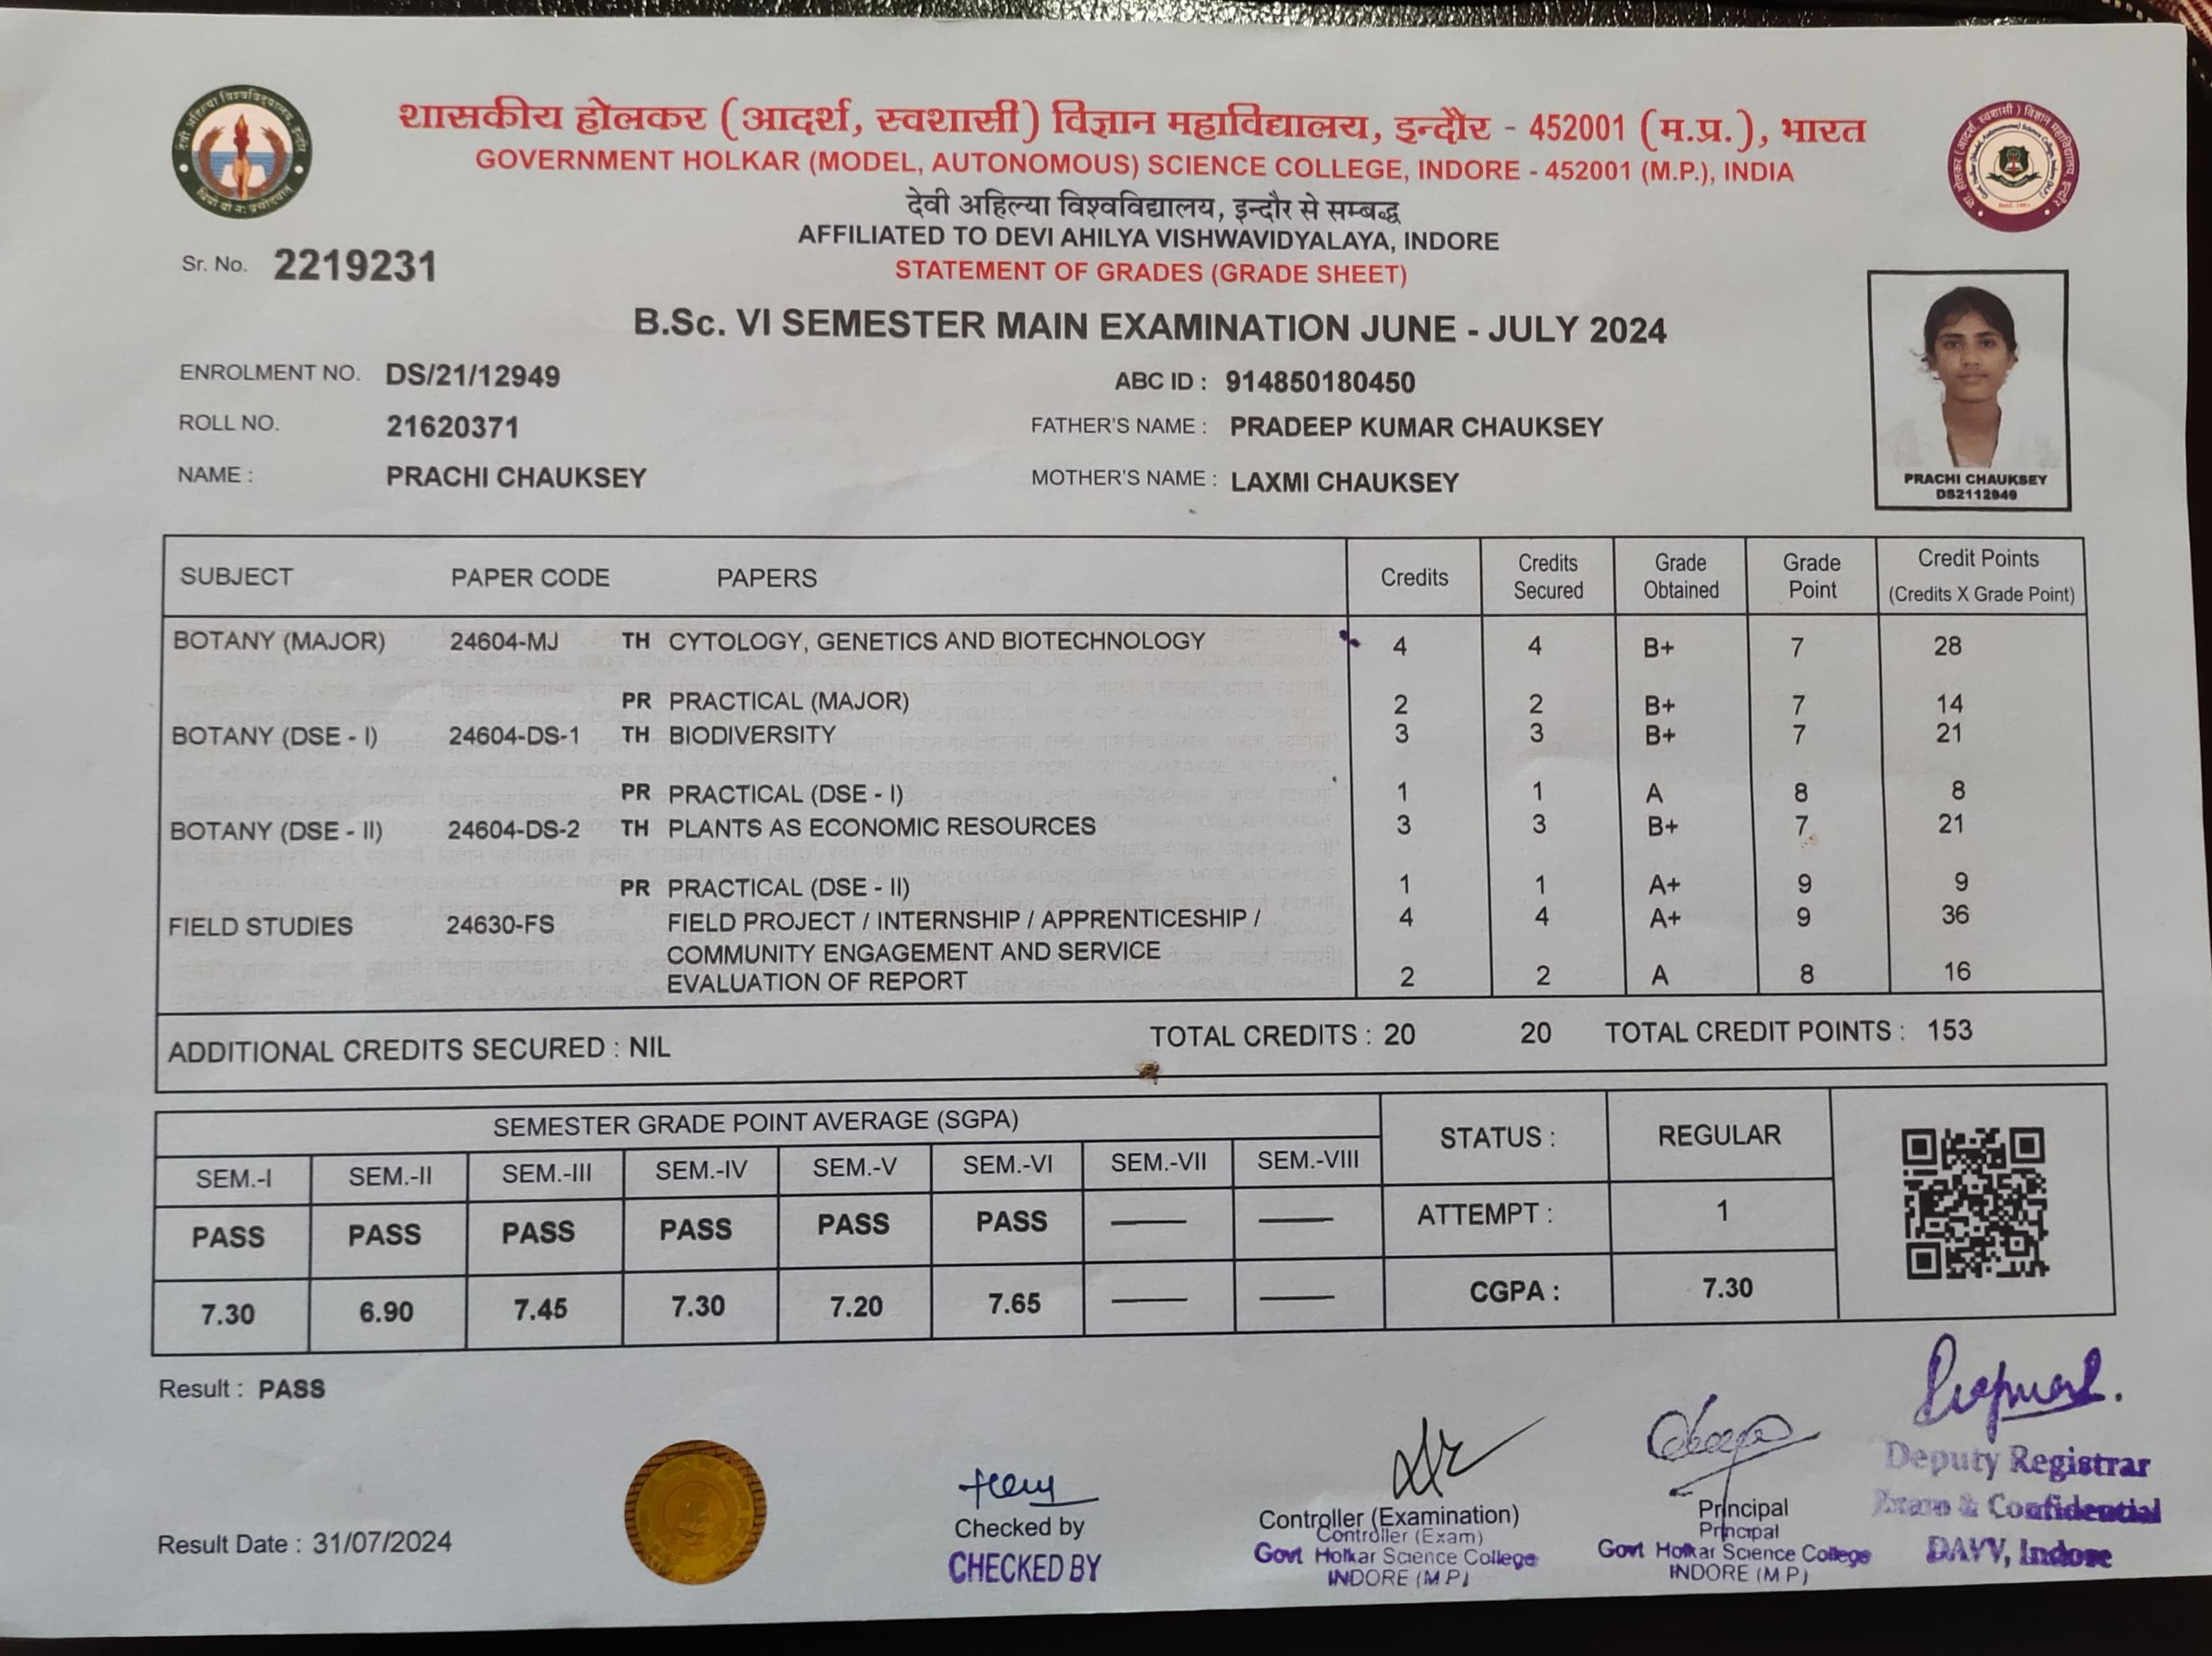 शासकीय होलकर (आदर्श, स्वशासी) विज्ञान महाविद्यालय, इन्दौर - 452001 (म.प्र.), भारत
GOVERNMENT HOLKAR (MODEL, AUTONOMOUS) SCIENCE COLLEGE, INDORE - 452001 (M.P.), INDIA
देवी अहिल्या विश्वविद्यालय, इन्दौर से सम्बद्ध
AFFILIATED TO DEVI AHILYA VISHWAVIDYALAYA, INDORE
Sr. No. 2219231
STATEMENT OF GRADES (GRADE SHEET)
B.Sc. VI SEMESTER MAIN EXAMINATION JUNE - JULY 2024
ENROLMENT NO. DS/21/12949 ABC ID : 914850180450
ROLL NO. 21620371 FATHER'S NAME : PRADEEP KUMAR CHAUKSEY
NAME : PRACHI CHAUKSEY MOTHER'S NAME : LAXMI CHAUKSEY
PRACHI CHAUKSEY
DS2112949
SUBJECT PAPER CODE PAPERS Credits Credits Secured Grade Obtained Grade Point Credit Points (Credits X Grade Point)
BOTANY (MAJOR) 24604-MJ TH CYTOLOGY, GENETICS AND BIOTECHNOLOGY 4 4 B+ 7 28
PR PRACTICAL (MAJOR) 2 2 B+ 7 14
BOTANY (DSE - I) 24604-DS-1 TH BIODIVERSITY 3 3 B+ 7 21
PR PRACTICAL (DSE - I) 1 1 A 8 8
BOTANY (DSE - II) 24604-DS-2 TH PLANTS AS ECONOMIC RESOURCES 3 3 B+ 7 21
PR PRACTICAL (DSE - II) 1 1 A+ 9 9
FIELD STUDIES 24630-FS FIELD PROJECT / INTERNSHIP / APPRENTICESHIP / 4 4 A+ 9 36
COMMUNITY ENGAGEMENT AND SERVICE
EVALUATION OF REPORT 2 2 A 8 16
ADDITIONAL CREDITS SECURED : NIL TOTAL CREDITS : 20 20 TOTAL CREDIT POINTS : 153
SEMESTER GRADE POINT AVERAGE (SGPA) STATUS : REGULAR
SEM.-I SEM.-II SEM.-III SEM.-IV SEM.-V SEM.-VI SEM.-VII SEM.-VIII
PASS PASS PASS PASS PASS PASS —— —— ATTEMPT : 1
7.30 6.90 7.45 7.30 7.20 7.65 —— —— CGPA : 7.30
Result : PASS
Result Date : 31/07/2024
Checked by
CHECKED BY
Controller (Examination)
Controller (Exam)
Govt Holkar Science College
INDORE (M P)
Principal
Principal
Govt Holkar Science College
INDORE (M P)
Deputy Registrar
Exam & Confidential
DAVV, Indore